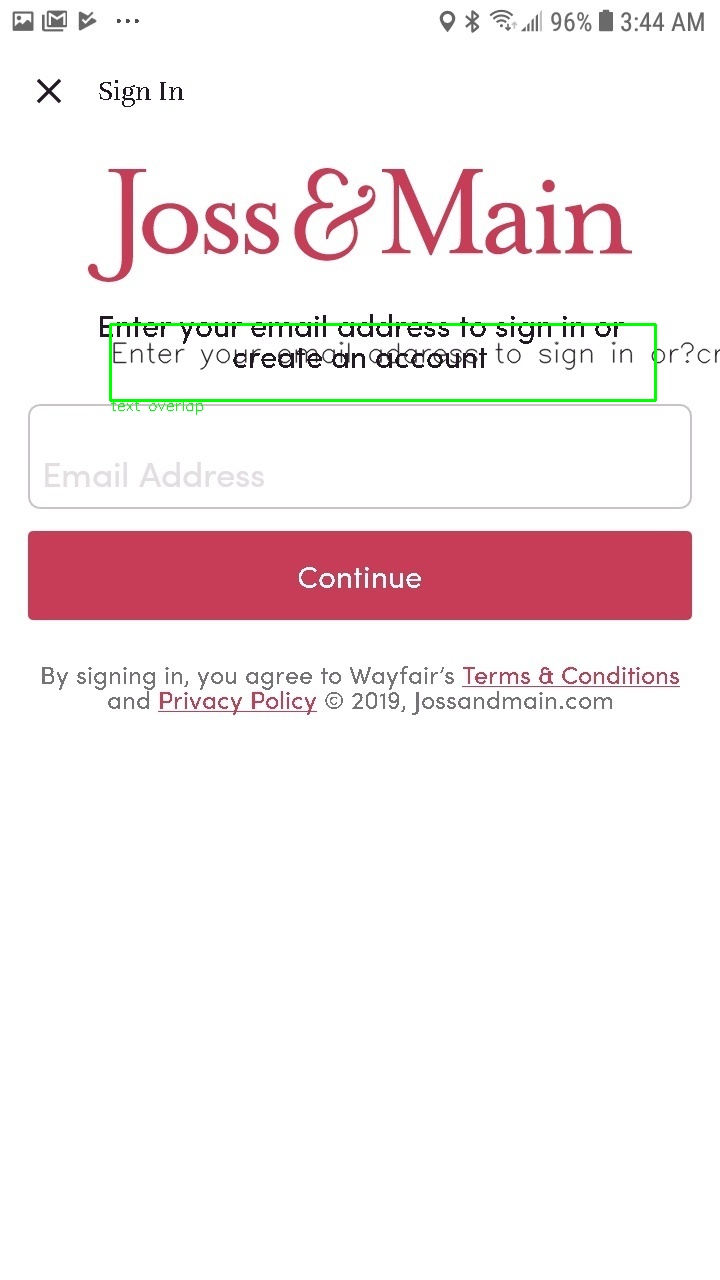 96% 3:44 AM
Sign In
Joss&Main
Enter your email address to sign in or
Enter your email address to sign in or?cr
create an account
text overlap
Email Address
Continue
By signing in, you agree to Wayfair's Terms & Conditions
and Privacy Policy © 2019, Jossandmain.com